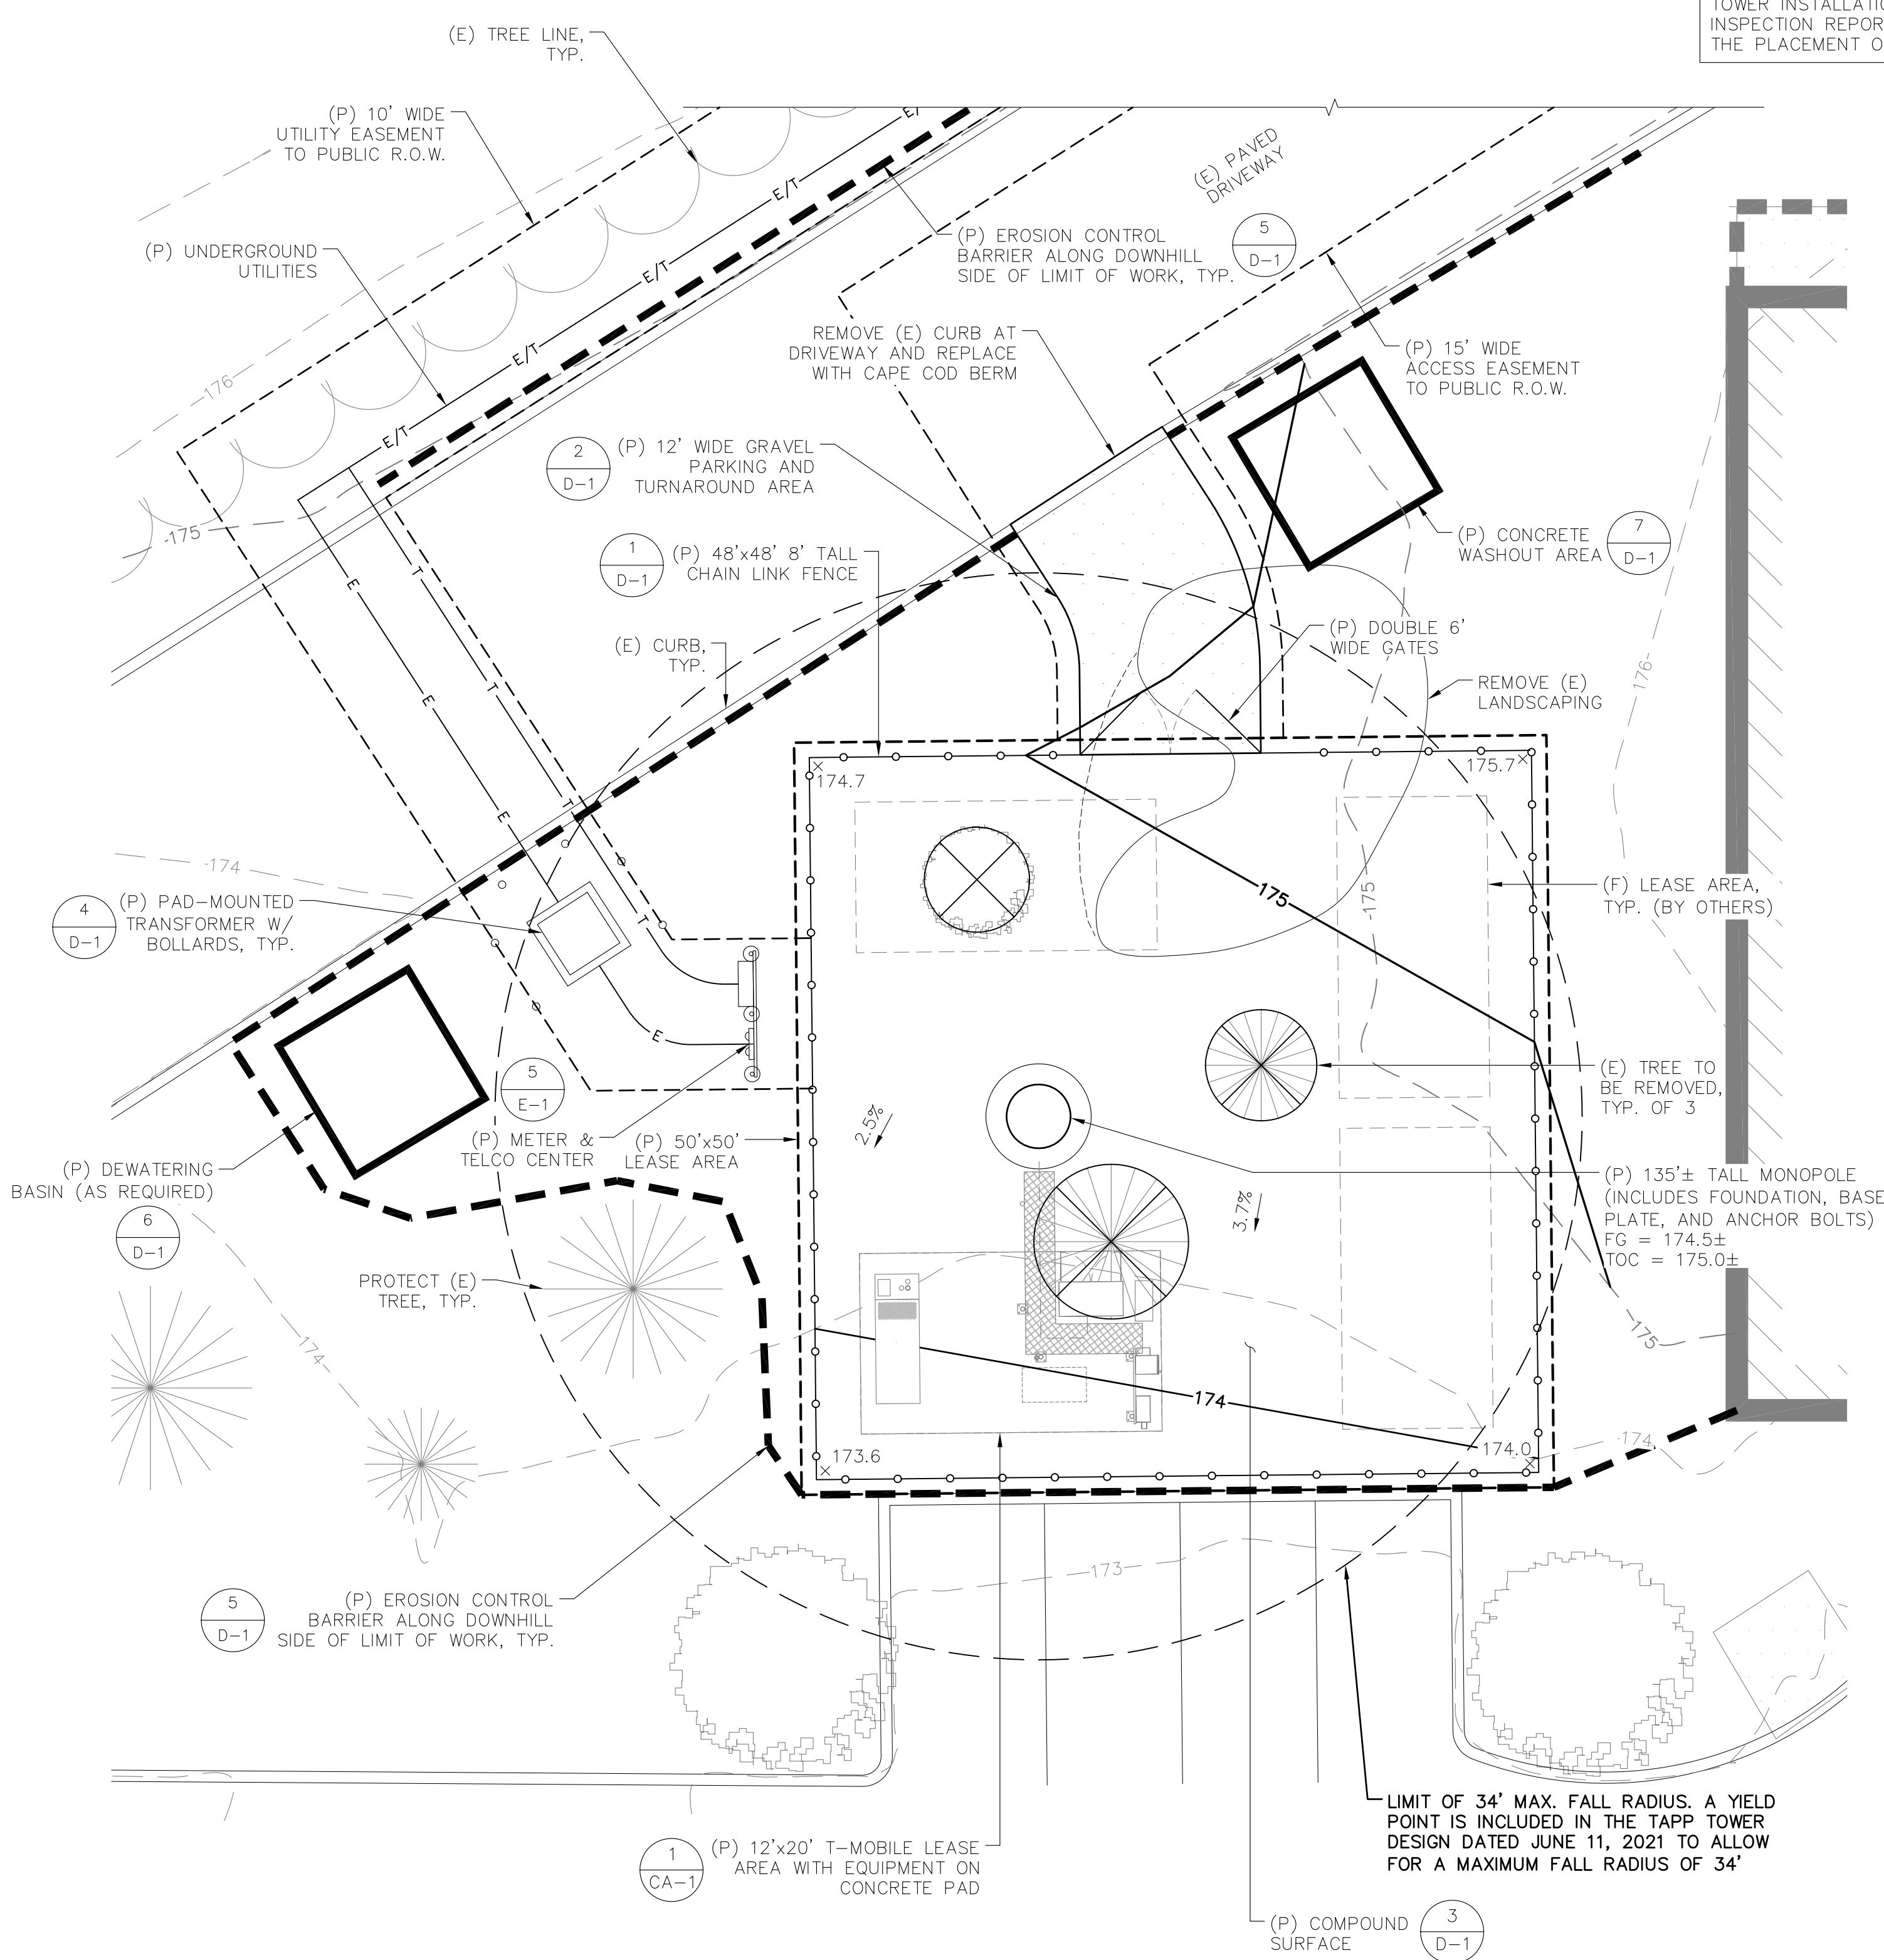 TOWER INSTALLATIO
INSPECTION REPOR
THE PLACEMENT O
(E) TREE LINE,
TYP.
(P) 10' WIDE
UTILITY EASEMENT
TO PUBLIC R.O.W.
(P) UNDERGROUND
UTILITIES
E/T
E/T
E/T
E/T
E/T
(E) PAVED
DRIVEWAY
(P) EROSION CONTROL
BARRIER ALONG DOWNHILL
SIDE OF LIMIT OF WORK, TYP.
5
D-1
REMOVE (E) CURB AT
DRIVEWAY AND REPLACE
WITH CAPE COD BERM
(P) 15' WIDE
ACCESS EASEMENT
TO PUBLIC R.O.W.
176
175
2
D-1
(P) 12' WIDE GRAVEL
PARKING AND
TURNAROUND AREA
1
D-1
(P) 48'x48' 8' TALL
CHAIN LINK FENCE
(P) CONCRETE
WASHOUT AREA
7
D-1
(E) CURB,
TYP.
(P) DOUBLE 6'
WIDE GATES
REMOVE (E)
LANDSCAPING
176
E
T
T
E
E
T
T
E
174.7
175.7
174
175
175
(F) LEASE AREA,
TYP. (BY OTHERS)
4
D-1
(P) PAD-MOUNTED
TRANSFORMER W/
BOLLARDS, TYP.
5
E-1
(P) METER &
TELCO CENTER
(P) 50'x50'
LEASE AREA
2.5%
(E) TREE TO
BE REMOVED,
TYP. OF 3
(P) DEWATERING
BASIN (AS REQUIRED)
6
D-1
3.7%
(P) 135'± TALL MONOPOLE
(INCLUDES FOUNDATION, BASE
PLATE, AND ANCHOR BOLTS)
FG = 174.5±
TOC = 175.0±
PROTECT (E)
TREE, TYP.
174
175
174
173.6
174.0
174
173
5
D-1
(P) EROSION CONTROL
BARRIER ALONG DOWNHILL
SIDE OF LIMIT OF WORK, TYP.
LIMIT OF 34' MAX. FALL RADIUS. A YIELD
POINT IS INCLUDED IN THE TAPP TOWER
DESIGN DATED JUNE 11, 2021 TO ALLOW
FOR A MAXIMUM FALL RADIUS OF 34'
1
CA-1
(P) 12'x20' T-MOBILE LEASE
AREA WITH EQUIPMENT ON
CONCRETE PAD
(P) COMPOUND
SURFACE
3
D-1